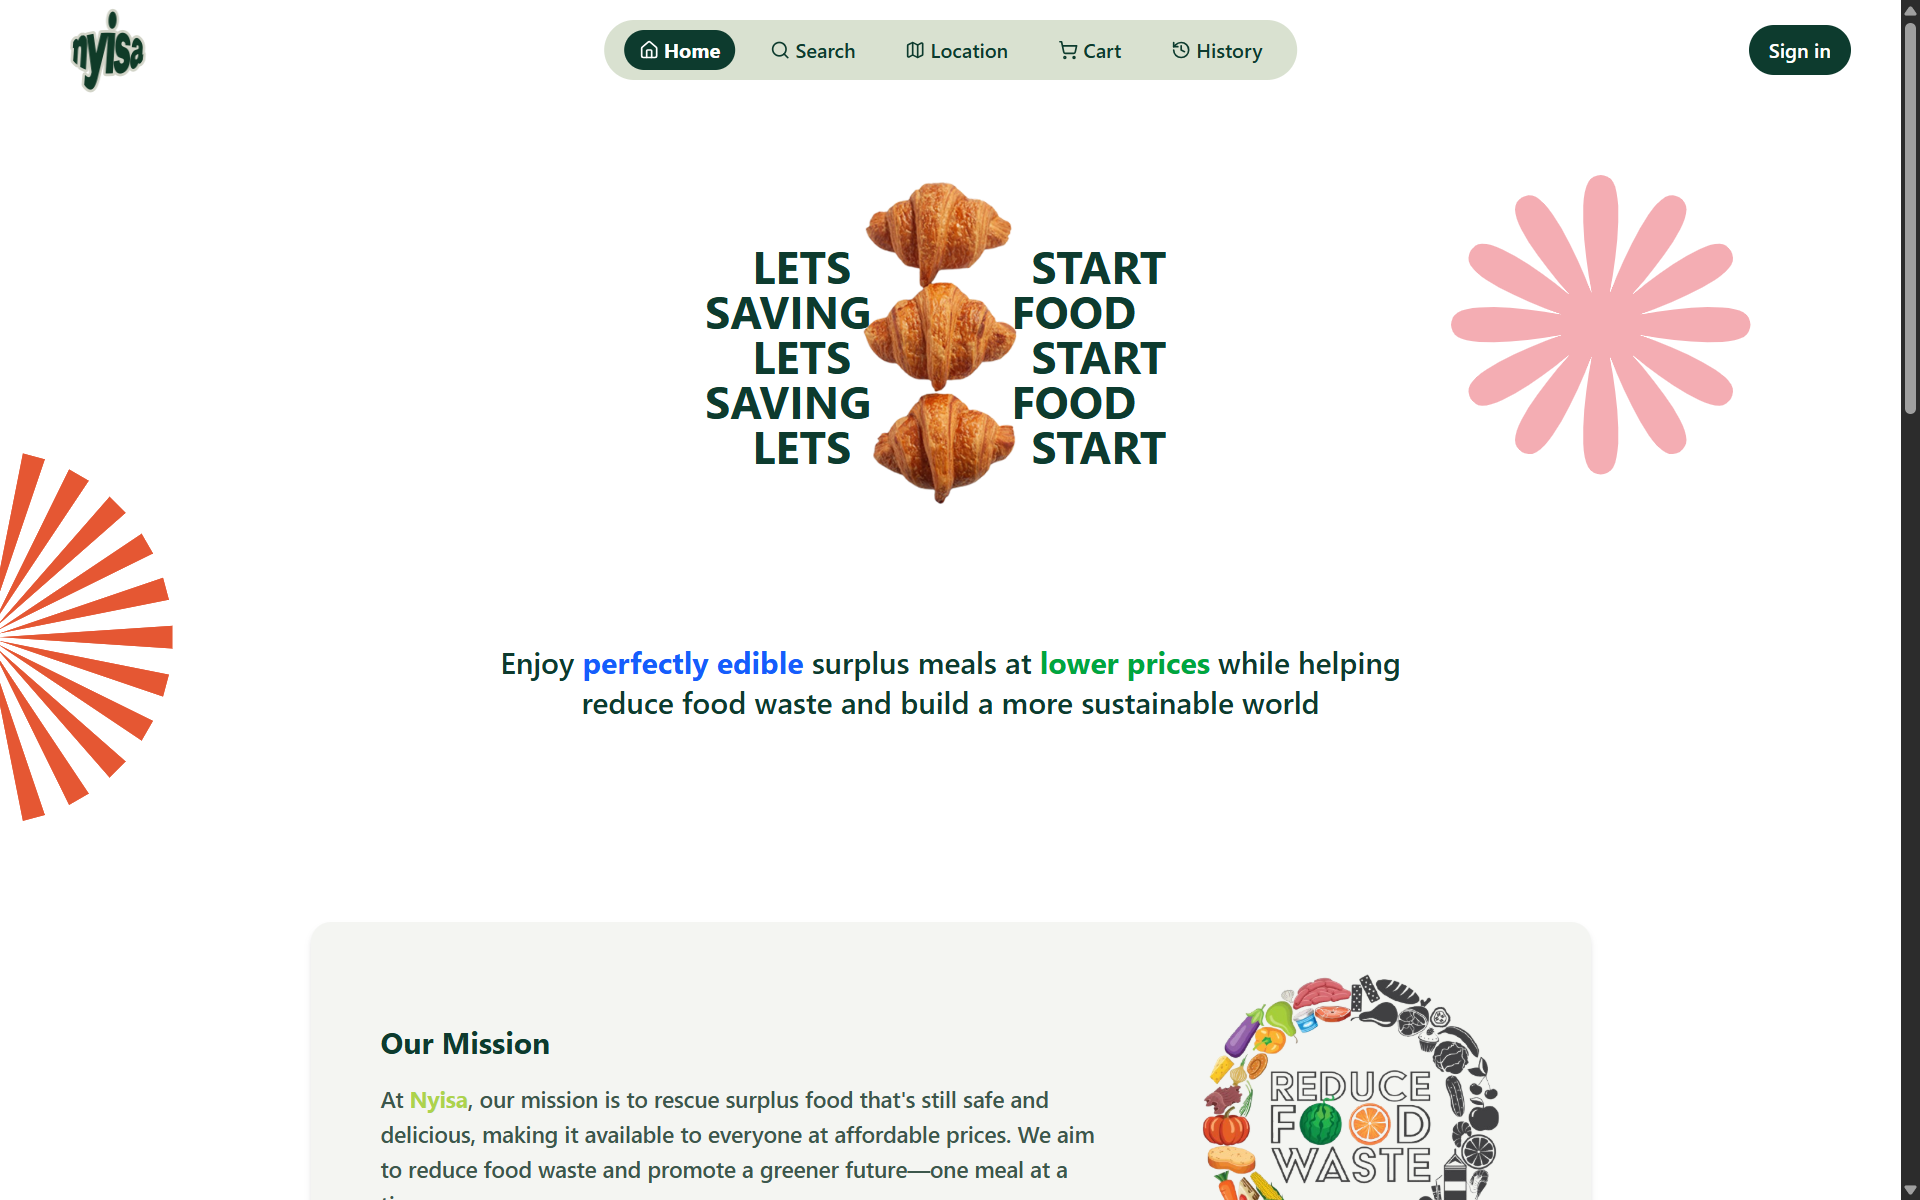 nyisa
Home Search Location Cart History
Sign in
LETS START
SAVING FOOD
LETS START
SAVING FOOD
LETS START
Enjoy perfectly edible surplus meals at lower prices while helping
reduce food waste and build a more sustainable world
Our Mission
At Nyisa, our mission is to rescue surplus food that's still safe and
delicious, making it available to everyone at affordable prices. We aim
to reduce food waste and promote a greener future—one meal at a
REDUCE
FOOD
WASTE